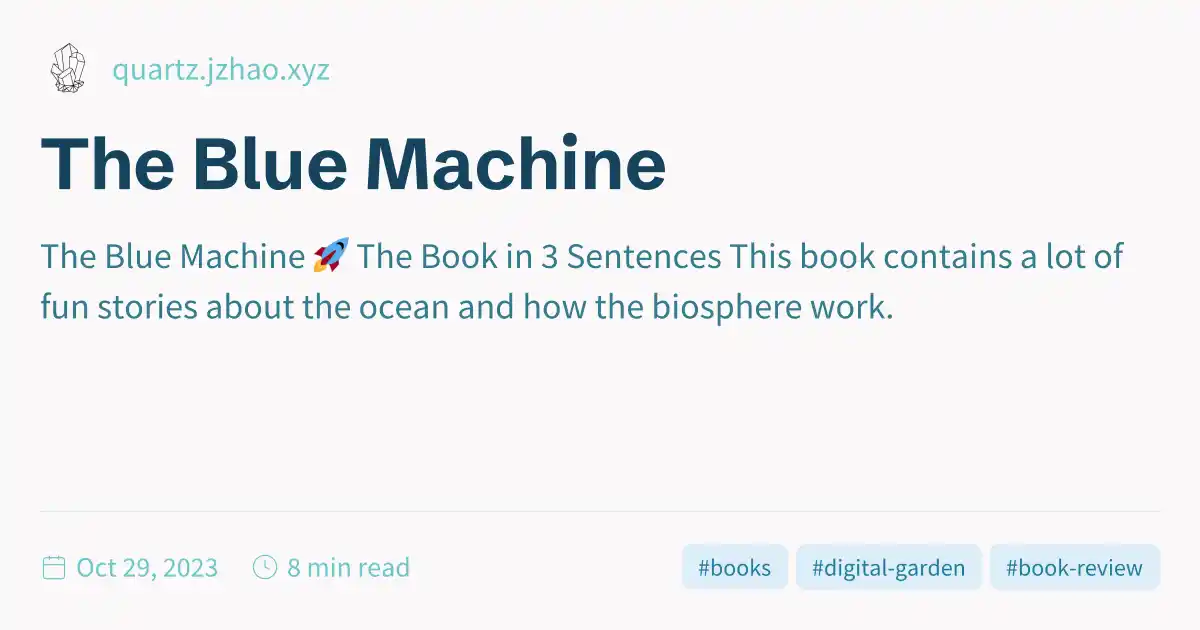 quartz.jzhao.xyz
The Blue Machine
The Blue Machine 🚀 The Book in 3 Sentences This book contains a lot of
fun stories about the ocean and how the biosphere work.
Oct 29, 2023 8 min read #books #digital-garden #book-review